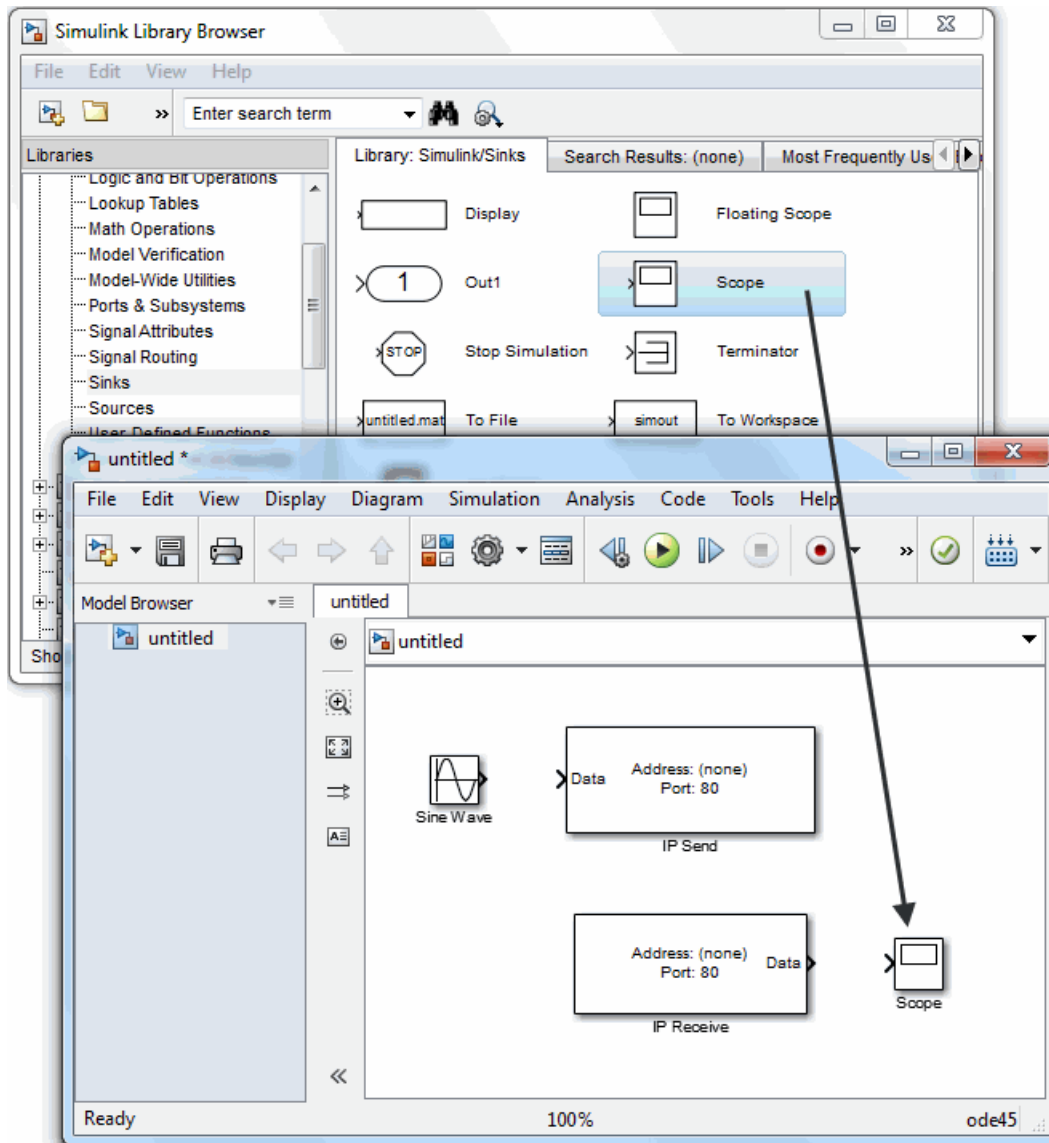 Simulink Library Browser
File Edit View Help
» Enter search term
Libraries
Library: Simulink/Sinks Search Results: (none) Most Frequently Us
Logic and Bit Operations
Lookup Tables
Math Operations
Model Verification
Model-Wide Utilities
Ports & Subsystems
Signal Attributes
Signal Routing
Sinks
Sources
User-Defined Functions
Display Floating Scope
1 Out1 Scope
STOP Stop Simulation Terminator
untitled.mat To File simout To Workspace
Sho
untitled *
File Edit View Display Diagram Simulation Analysis Code Tools Help
»
Model Browser
untitled
untitled
untitled
Sine Wave
Data Address: (none)
Port: 80
IP Send
Address: (none) Data
Port: 80
IP Receive
Scope
Ready 100% ode45